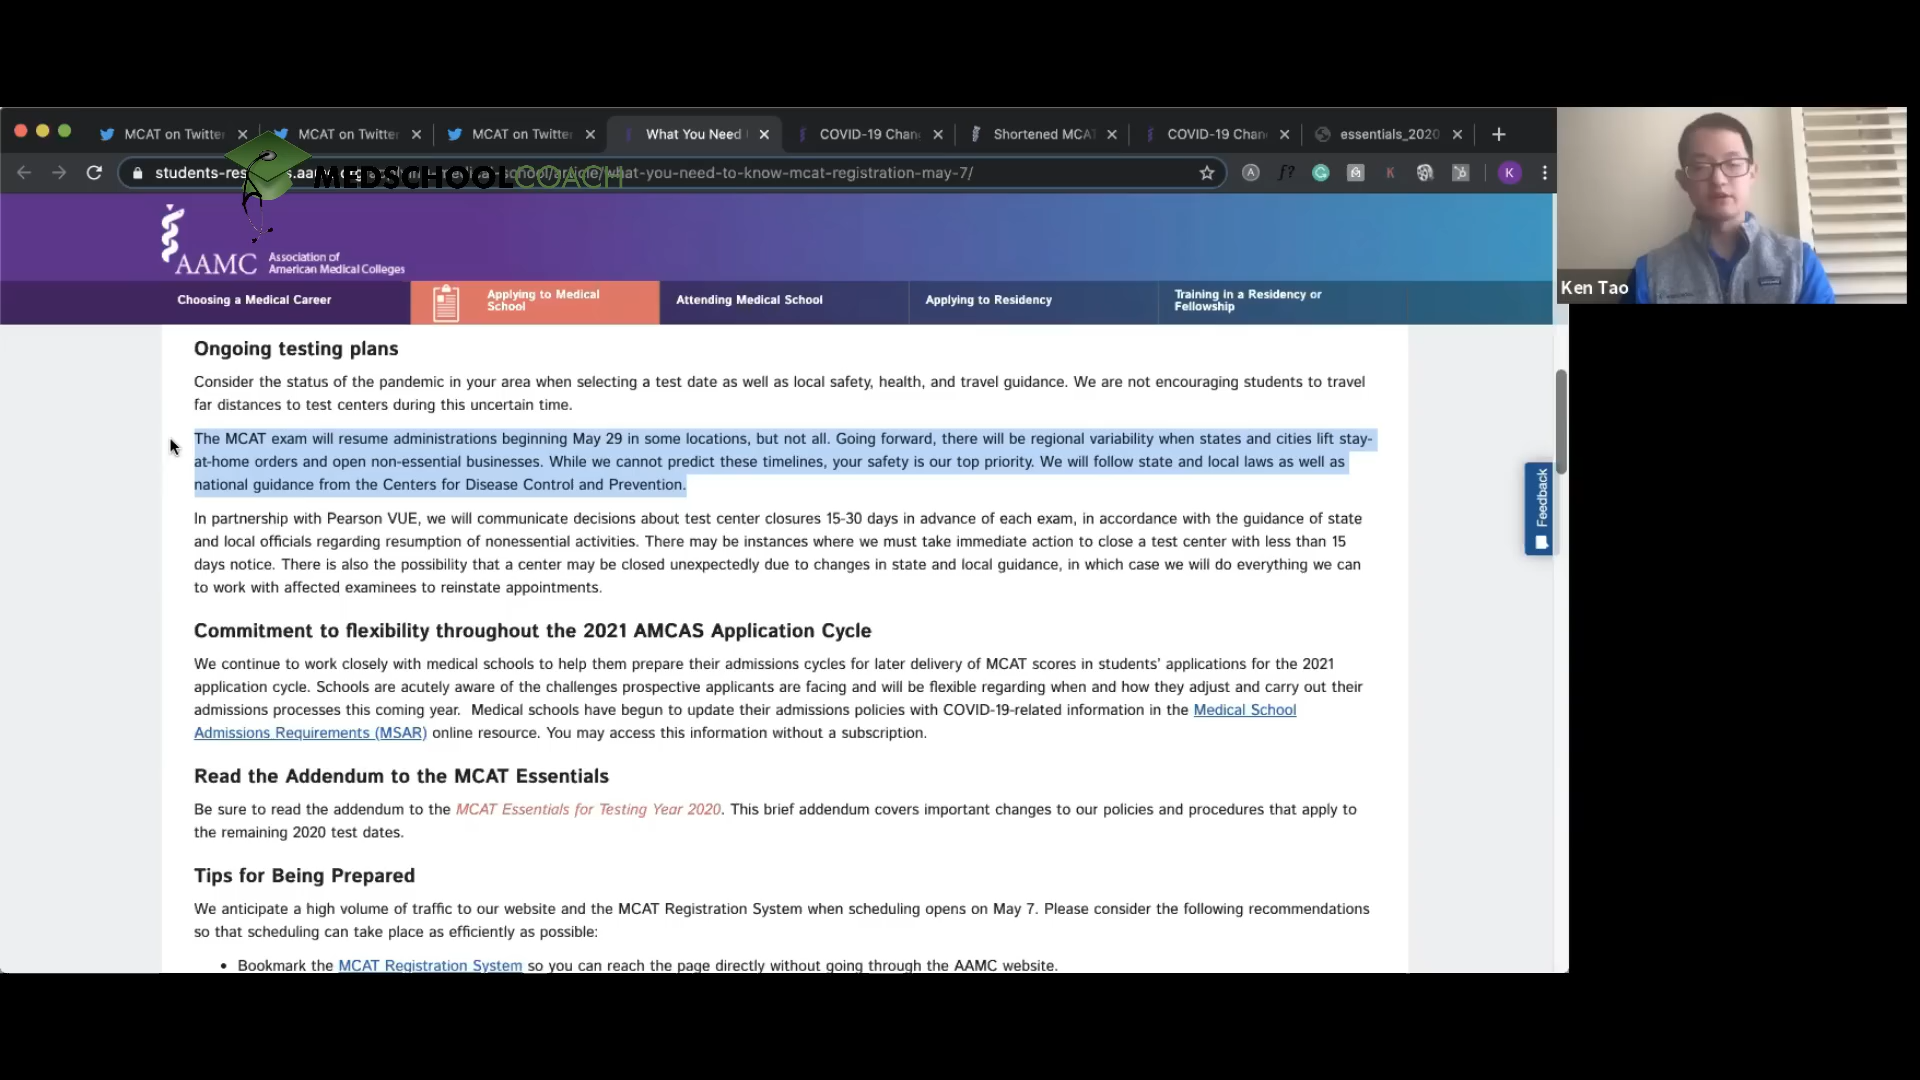 MCAT on Twitter
MCAT on Twitter
MCAT on Twitter
What You Need
COVID-19 Chan
Shortened MCAT
COVID-19 Chan
essentials_2020
students-res
s.aa
MEDSCHOOLCOACH
school/article/what-you-need-to-know-mcat-registration-may-7/
K
AAMC
Association of
American Medical Colleges
Choosing a Medical Career
Applying to Medical
School
Attending Medical School
Applying to Residency
Training in a Residency or
Fellowship
Ken Tao
Ongoing testing plans
Consider the status of the pandemic in your area when selecting a test date as well as local safety, health, and travel guidance. We are not encouraging students to travel
far distances to test centers during this uncertain time.
The MCAT exam will resume administrations beginning May 29 in some locations, but not all. Going forward, there will be regional variability when states and cities lift stay-
at-home orders and open non-essential businesses. While we cannot predict these timelines, your safety is our top priority. We will follow state and local laws as well as
national guidance from the Centers for Disease Control and Prevention.
In partnership with Pearson VUE, we will communicate decisions about test center closures 15-30 days in advance of each exam, in accordance with the guidance of state
and local officials regarding resumption of nonessential activities. There may be instances where we must take immediate action to close a test center with less than 15
days notice. There is also the possibility that a center may be closed unexpectedly due to changes in state and local guidance, in which case we will do everything we can
to work with affected examinees to reinstate appointments.
Feedback
Commitment to flexibility throughout the 2021 AMCAS Application Cycle
We continue to work closely with medical schools to help them prepare their admissions cycles for later delivery of MCAT scores in students' applications for the 2021
application cycle. Schools are acutely aware of the challenges prospective applicants are facing and will be flexible regarding when and how they adjust and carry out their
admissions processes this coming year. Medical schools have begun to update their admissions policies with COVID-19-related information in the Medical School
Admissions Requirements (MSAR) online resource. You may access this information without a subscription.
Read the Addendum to the MCAT Essentials
Be sure to read the addendum to the MCAT Essentials for Testing Year 2020. This brief addendum covers important changes to our policies and procedures that apply to
the remaining 2020 test dates.
Tips for Being Prepared
We anticipate a high volume of traffic to our website and the MCAT Registration System when scheduling opens on May 7. Please consider the following recommendations
so that scheduling can take place as efficiently as possible:
• Bookmark the MCAT Registration System so you can reach the page directly without going through the AAMC website.